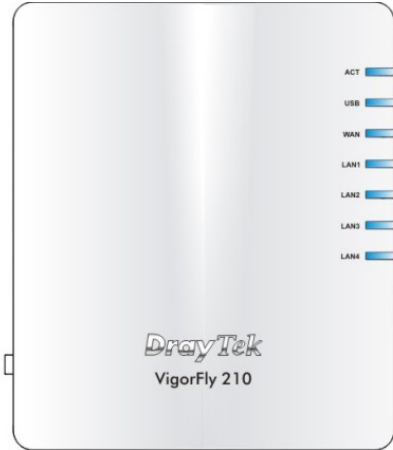 ACT
USB
WAN
LAN1
LAN2
LAN3
LAN4
DrayTek
VigorFly 210